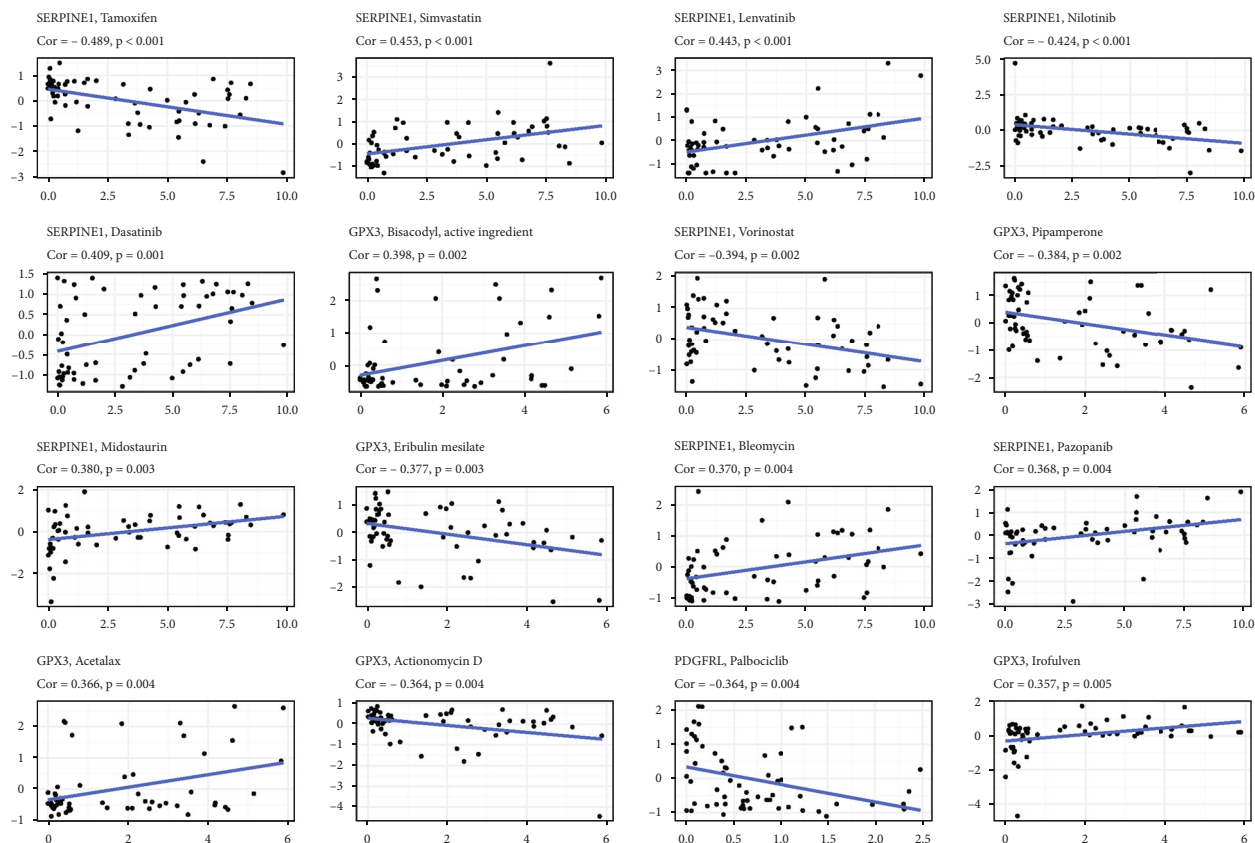 SERPINE1, Tamoxifen
Cor = – 0.489, p < 0.001
1
0
−1
−2
−3
0.0 2.5 5.0 7.5 10.0
SERPINE1, Simvastatin
Cor = 0.453, p < 0.001
3
2
1
0
−1
0.0 2.5 5.0 7.5 10.0
SERPINE1, Lenvatinib
Cor = 0.443, p < 0.001
3
2
1
0
−1
0.0 2.5 5.0 7.5 10.0
SERPINE1, Nilotinib
Cor = – 0.424, p < 0.001
5.0
2.5
0.0
−2.5
0.0 2.5 5.0 7.5 10.0
SERPINE1, Dasatinib
Cor = 0.409, p = 0.001
1.5
1.0
0.5
0.0
−0.5
−1.0
0.0 2.5 5.0 7.5 10.0
GPX3, Bisacodyl, active ingredient
Cor = 0.398, p = 0.002
2
1
0
0 2 4 6
SERPINE1, Vorinostat
Cor = –0.394, p = 0.002
2
1
0
−1
0.0 2.5 5.0 7.5 10.0
GPX3, Pipamperone
Cor = – 0.384, p = 0.002
1
0
−1
−2
0 2 4 6
SERPINE1, Midostaurin
Cor = 0.380, p = 0.003
2
0
−2
0.0 2.5 5.0 7.5 10.0
GPX3, Eribulin mesilate
Cor = – 0.377, p = 0.003
1
0
−1
−2
0 2 4 6
SERPINE1, Bleomycin
Cor = 0.370, p = 0.004
2
1
0
−1
0.0 2.5 5.0 7.5 10.0
SERPINE1, Pazopanib
Cor = 0.368, p = 0.004
2
1
0
−1
−2
−3
0.0 2.5 5.0 7.5 10.0
GPX3, Acetalax
Cor = 0.366, p = 0.004
2
1
0
−1
0 2 4 6
GPX3, Actionomycin D
Cor = – 0.364, p = 0.004
1
0
−1
−2
−3
−4
0 2 4 6
PDGFRL, Palbociclib
Cor = –0.364, p = 0.004
2
1
0
−1
0.0 0.5 1.0 1.5 2.0 2.5
GPX3, Irofulven
Cor = 0.357, p = 0.005
2
0
−2
−4
0 2 4 6